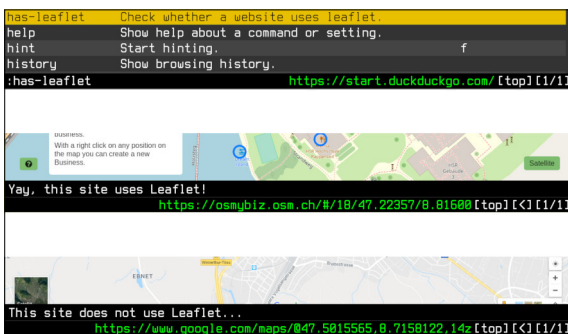 has-leaflet Check whether a website uses leaflet.
help Show help about a command or setting.
hint Start hinting. f
history Show browsing history.
:has-leaflet https://start.duckduckgo.com/ [top] [1/1]
business.
With a right click on any position on
the map you can create a new
Business.
Satellite
Yay, this site uses Leaflet!
https://osmybiz.osm.ch/#/18/47.22357/8.81600 [top] [<] [1/1]
EBNET
This site does not use Leaflet...
https://www.google.com/maps/@47.5015565,8.7158122,14z [top] [<] [1/1]